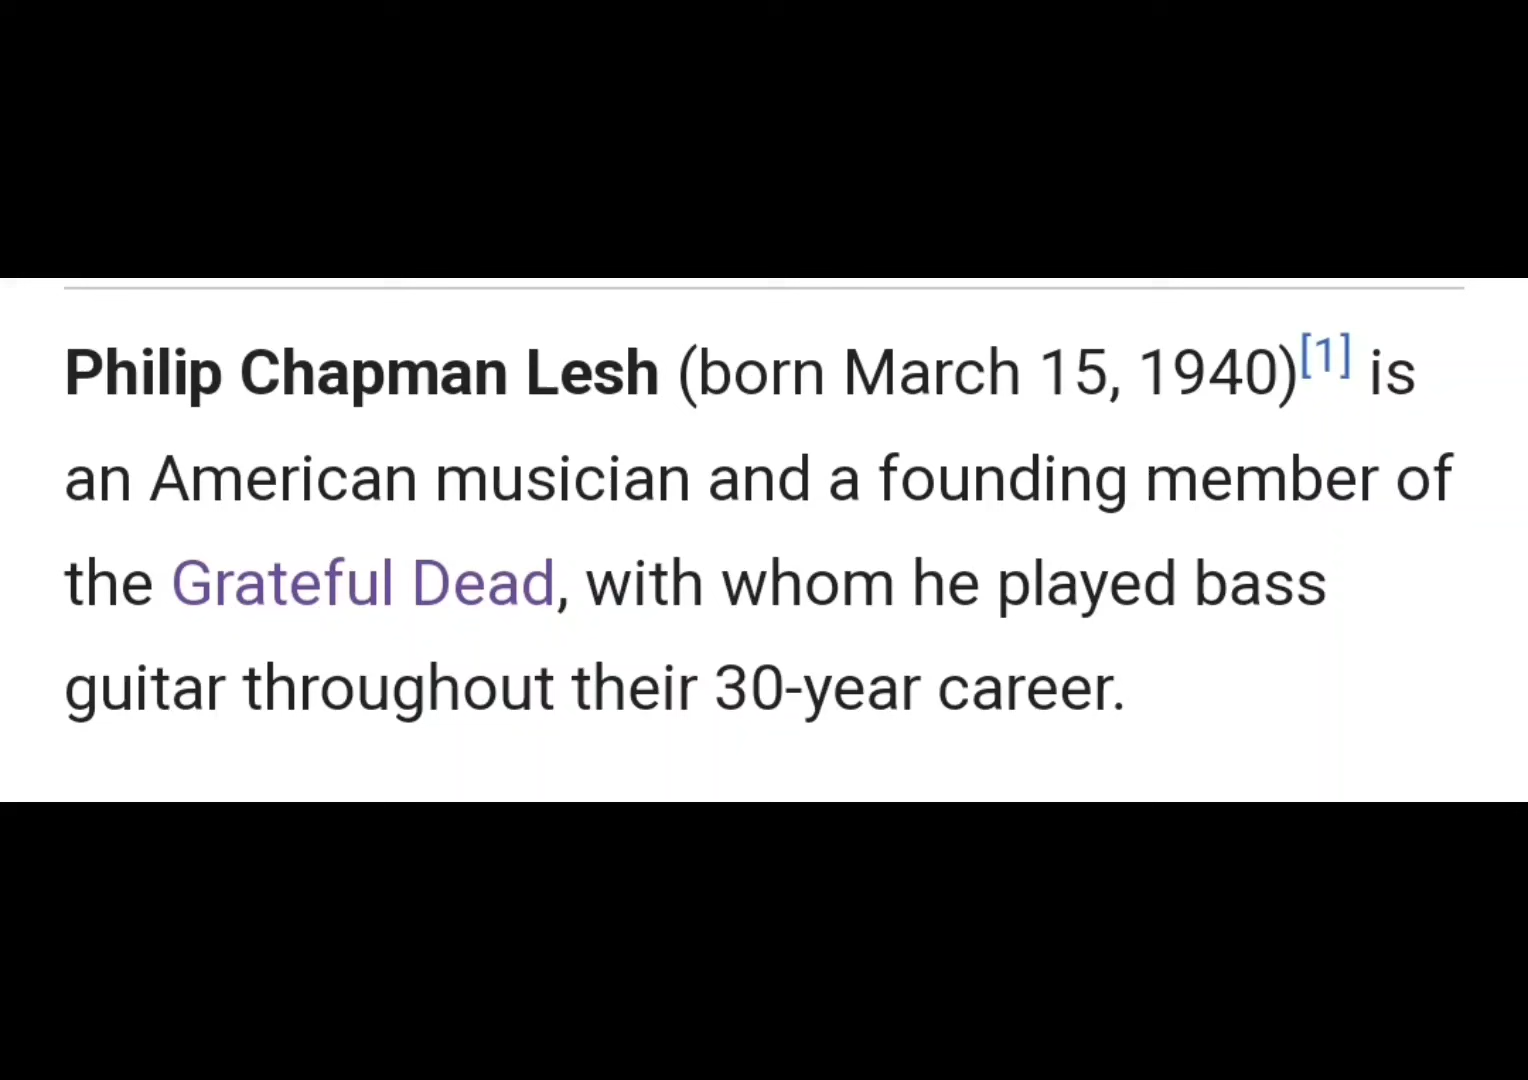 Philip Chapman Lesh (born March 15, 1940)[1] is
an American musician and a founding member of
the Grateful Dead, with whom he played bass
guitar throughout their 30-year career.